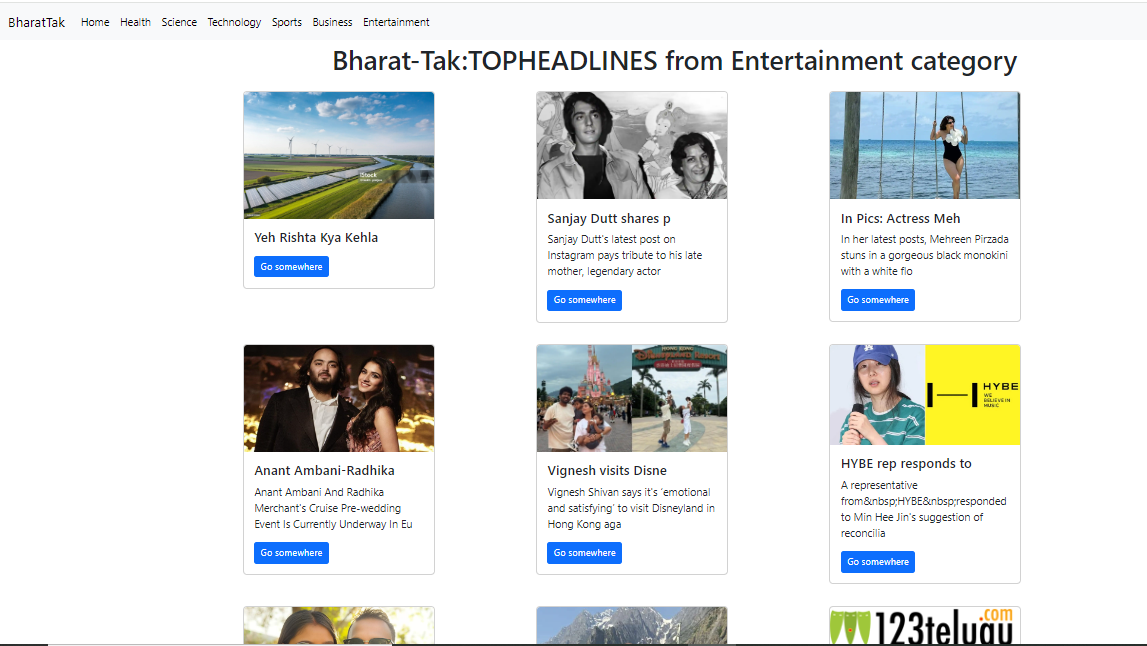 BharatTak Home Health Science Technology Sports Business Entertainment
Bharat-Tak:TOPHEADLINES from Entertainment category
iStock
Yeh Rishta Kya Kehla
Go somewhere
Sanjay Dutt shares p
Sanjay Dutt's latest post on
Instagram pays tribute to his late
mother, legendary actor
Go somewhere
In Pics: Actress Meh
In her latest posts, Mehreen Pirzada
stuns in a gorgeous black monokini
with a white flo
Go somewhere
Anant Ambani-Radhika
Anant Ambani And Radhika
Merchant's Cruise Pre-wedding
Event Is Currently Underway In Eu
Go somewhere
Vignesh visits Disne
Vignesh Shivan says it's 'emotional
and satisfying' to visit Disneyland in
Hong Kong aga
Go somewhere
HYBE
WE
BELIEVE IN
MUSIC
HYBE rep responds to
A representative
from&nbsp;HYBE&nbsp;responded
to Min Hee Jin's suggestion of
reconcilia
Go somewhere
123telugu
.com